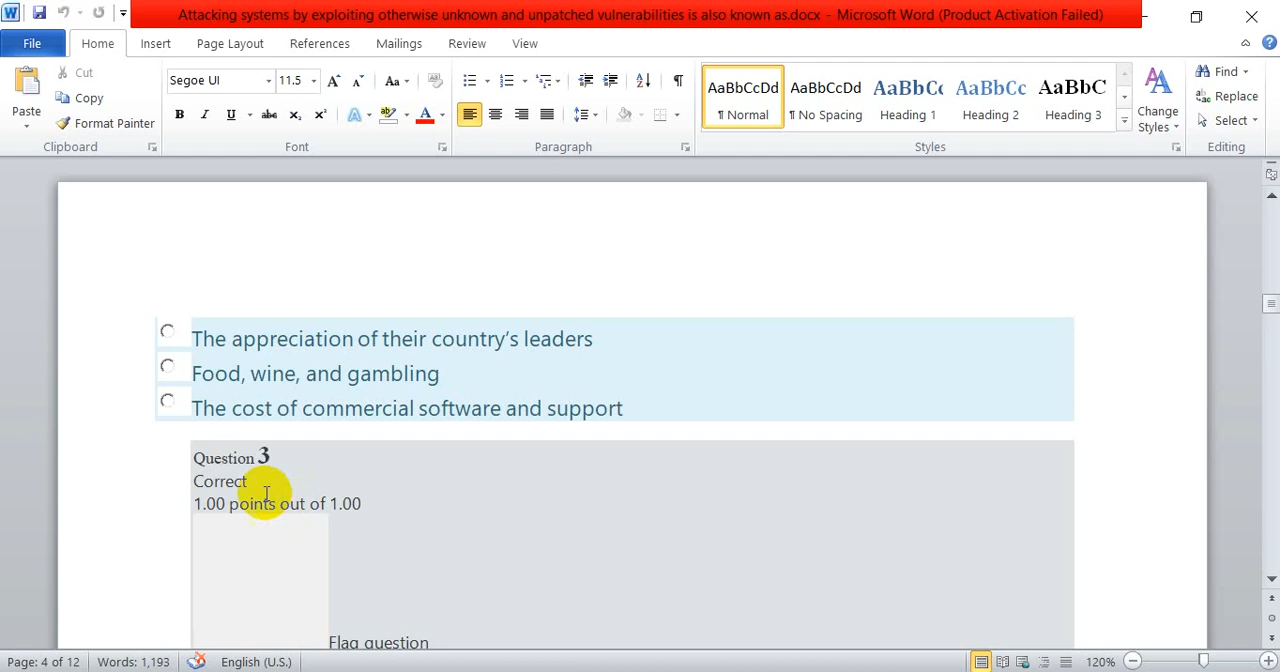 Attacking systems by exploiting otherwise unknown and unpatched vulnerabilities is also known as.docx - Microsoft Word (Product Activation Failed)
File Home Insert Page Layout References Mailings Review View
Paste
Cut
Copy
Format Painter
Clipboard
Segoe UI 11.5
Font
Paragraph
AaBbCcDd AaBbCcDd AaBbCc AaBbCc AaBbC
¶ Normal ¶ No Spacing Heading 1 Heading 2 Heading 3
Change
Styles
Styles
Find
Replace
Select
Editing
The appreciation of their country's leaders
Food, wine, and gambling
The cost of commercial software and support
Question 3
Correct
1.00 points out of 1.00
Flag question
Page: 4 of 12 Words: 1,193 English (U.S.) 120%